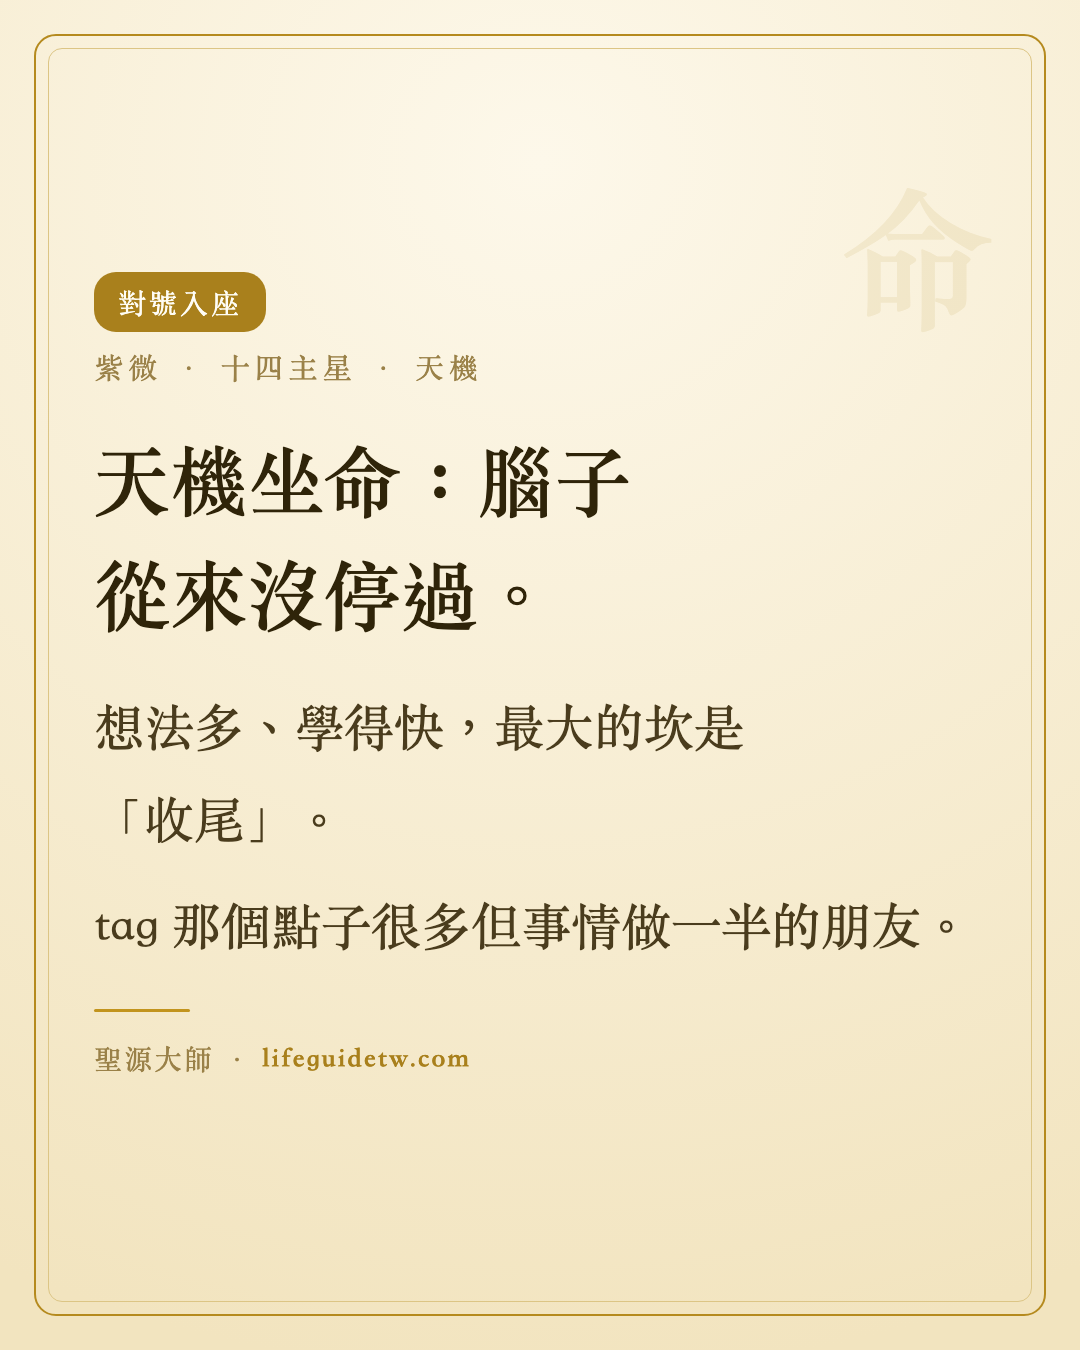 命
對號入座
紫微 · 十四主星 · 天機
天機坐命：腦子
從來沒停過。
想法多、學得快，最大的坎是
「收尾」。
tag 那個點子很多但事情做一半的朋友。
聖源大師 · lifeguidetw.com